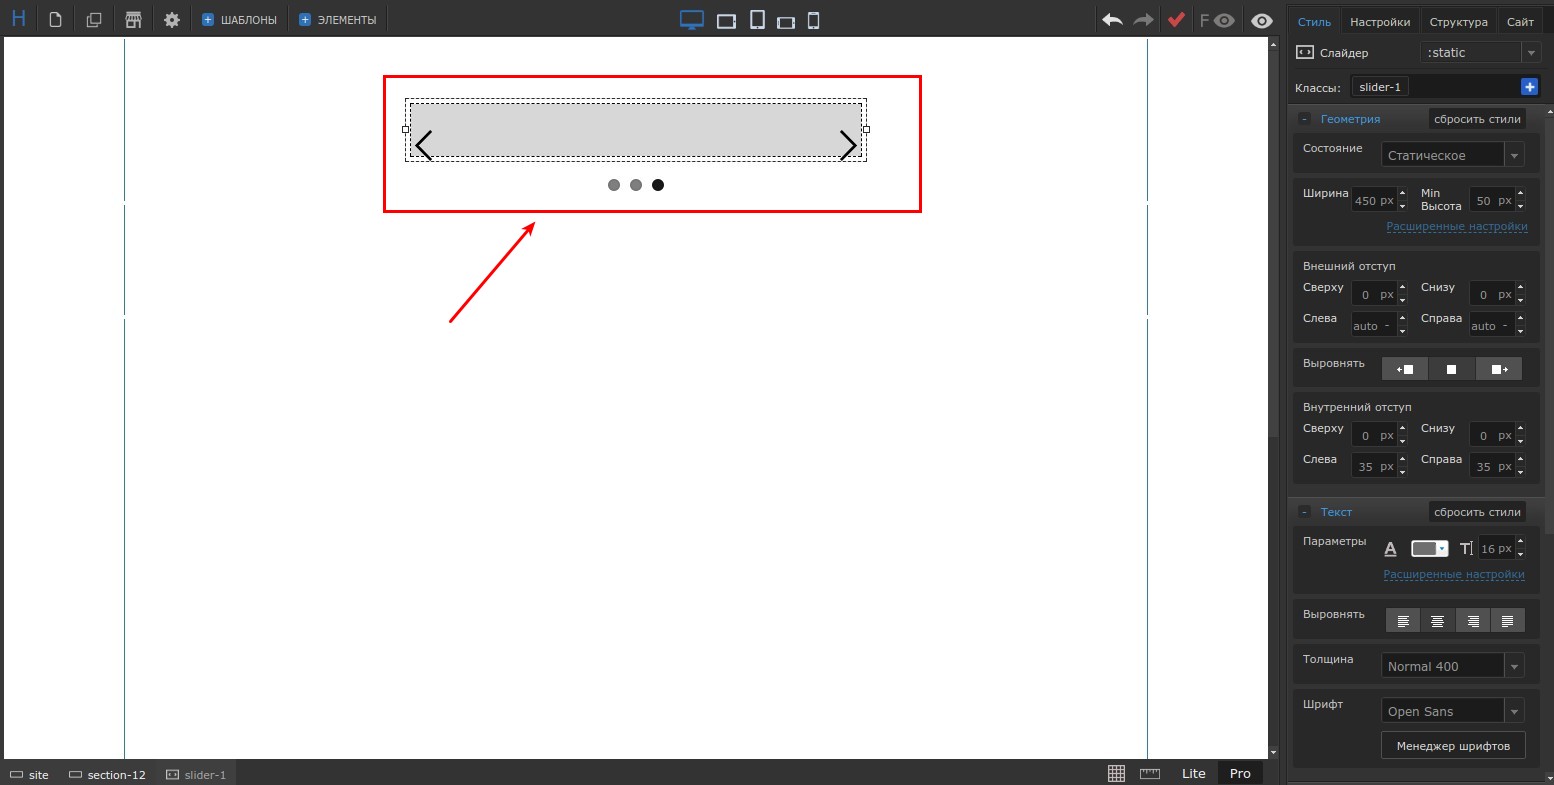 H
ШАБЛОНЫ
ЭЛЕМЕНТЫ
F
Стиль Настройки Структура Сайт
Слайдер :static
Классы: slider-1
- Геометрия сбросить стили
Состояние Статическое
Ширина 450 px Min Высота 50 px
Расширенные настройки
Внешний отступ
Сверху 0 px Снизу 0 px
Слева auto - Справа auto -
Выровнять
Внутренний отступ
Сверху 0 px Снизу 0 px
Слева 35 px Справа 35 px
- Текст сбросить стили
Параметры A T 16 px
Расширенные настройки
Выровнять
Толщина Normal 400
Шрифт Open Sans
Менеджер шрифтов
site section-12 slider-1 Lite Pro